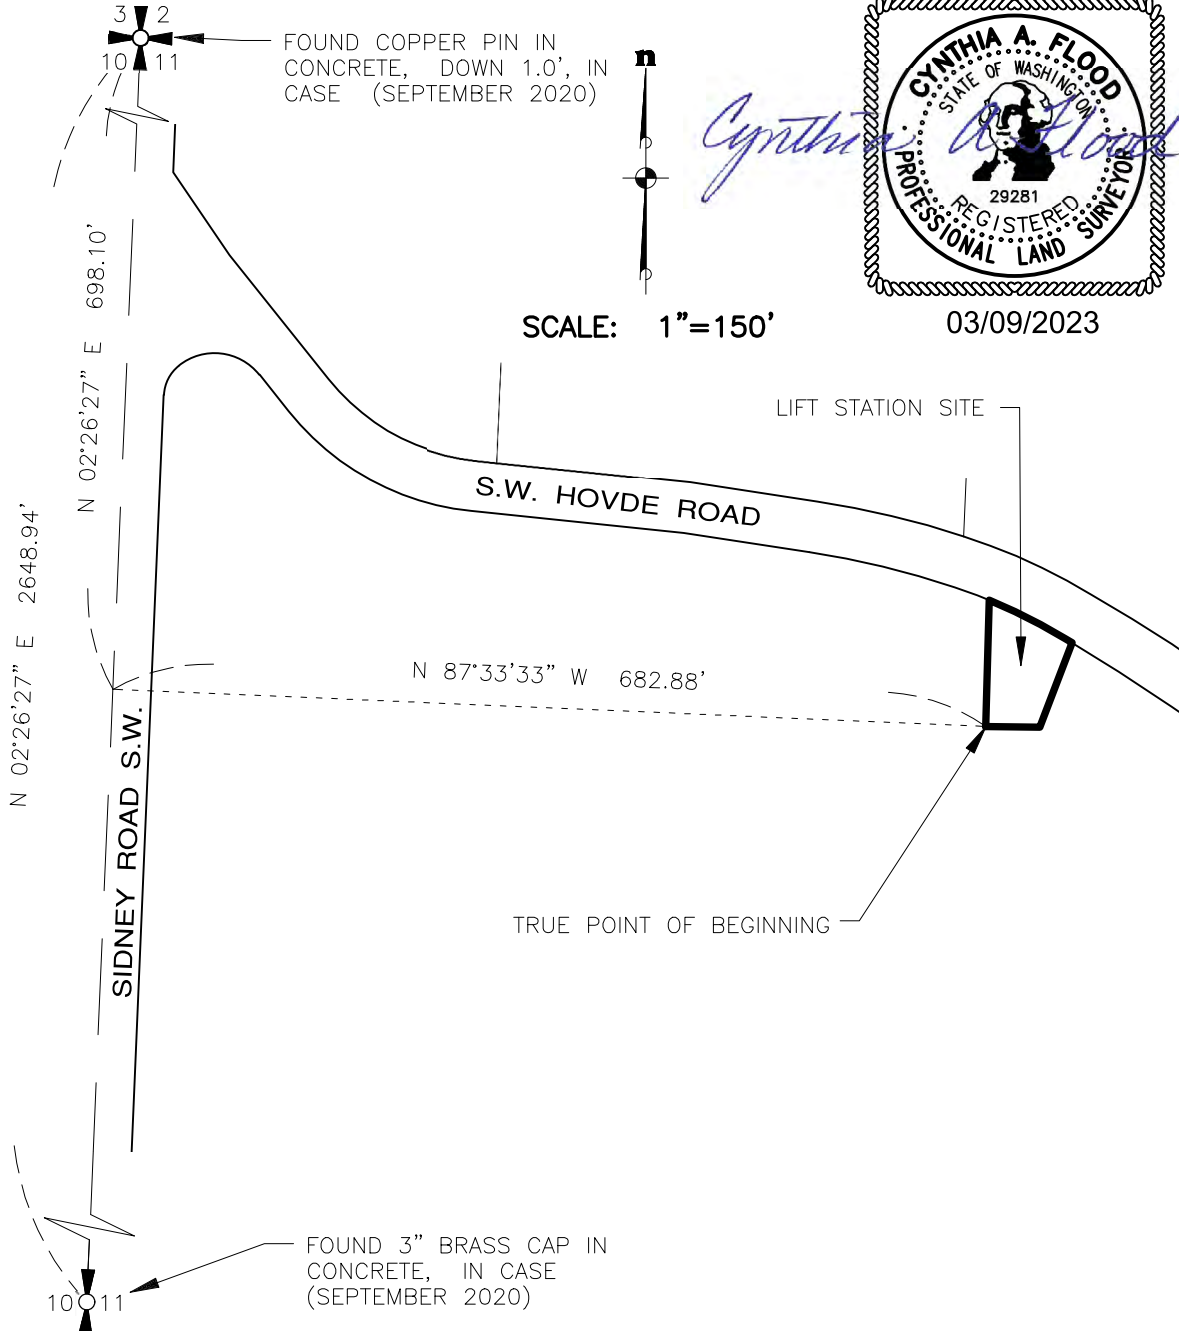 3 2
10 11
FOUND COPPER PIN IN
CONCRETE, DOWN 1.0', IN
CASE (SEPTEMBER 2020)
n
Cynthia A Flood
CYNTHIA A. FLOOD
STATE OF WASHINGTON
29281
REGISTERED
PROFESSIONAL LAND SURVEYOR
03/09/2023
SCALE: 1"=150'
N 02°26'27" E 698.10'
LIFT STATION SITE
S.W. HOVDE ROAD
N 02°26'27" E 2648.94'
N 87°33'33" W 682.88'
SIDNEY ROAD S.W.
TRUE POINT OF BEGINNING
FOUND 3" BRASS CAP IN
CONCRETE, IN CASE
(SEPTEMBER 2020)
10 11